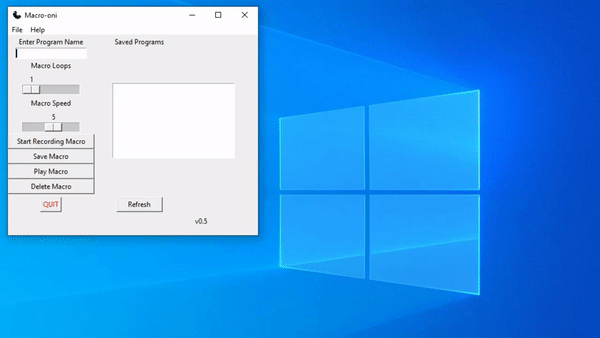 Macro-oni
File Help
Enter Program Name
Saved Programs
Macro Loops
1
Macro Speed
5
Start Recording Macro
Save Macro
Play Macro
Delete Macro
QUIT
Refresh
v0.5